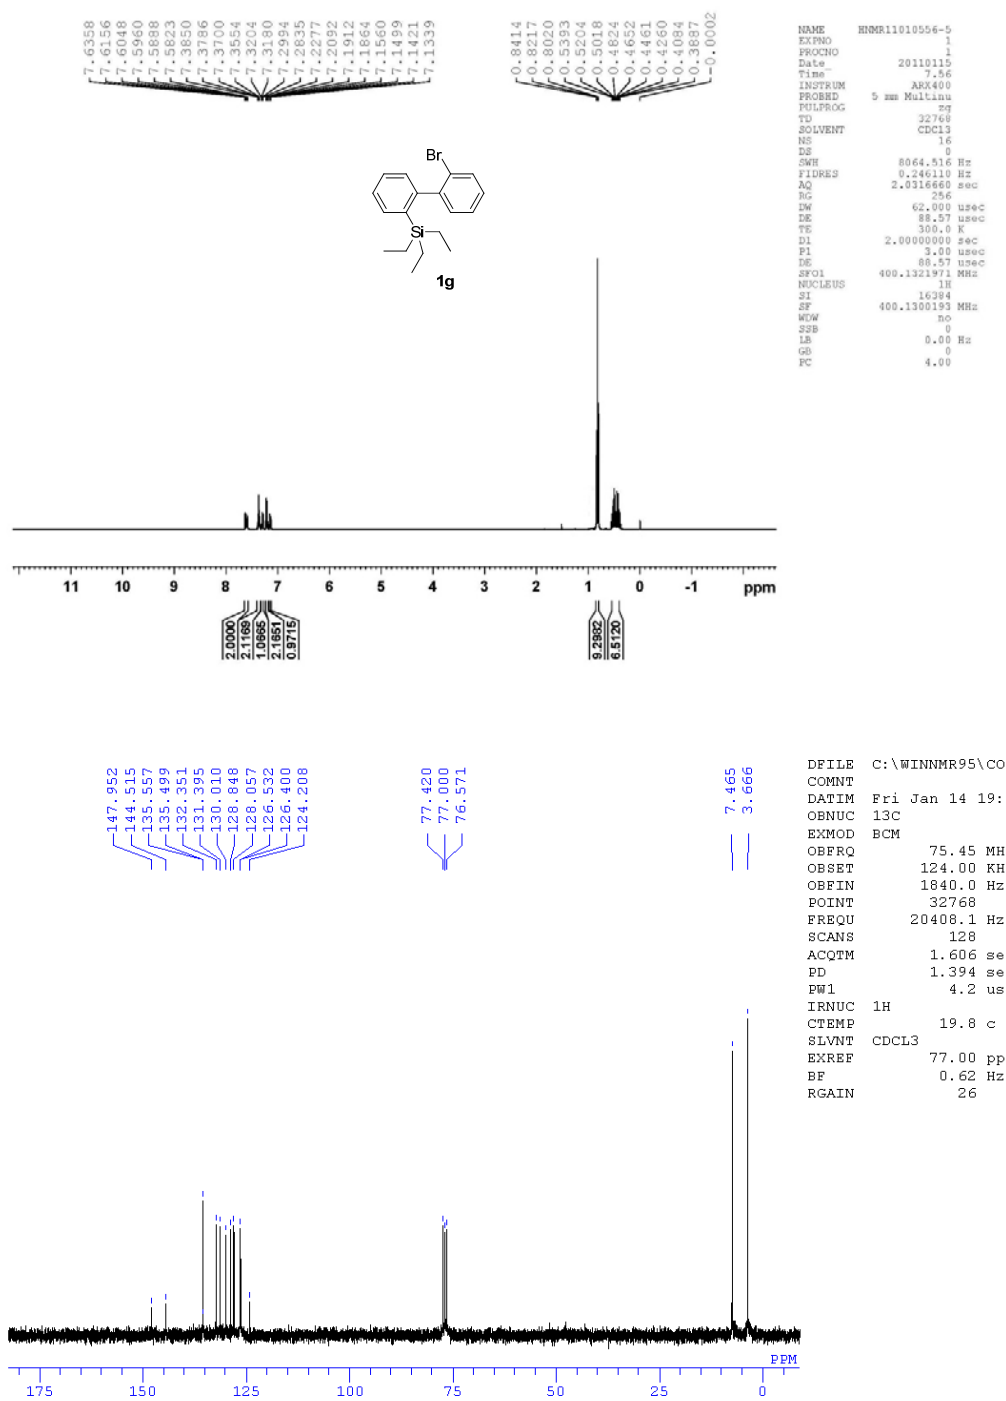 7.6358
7.6156
7.6048
7.5960
7.5888
7.5823
7.3850
7.3786
7.3700
7.3554
7.3204
7.3180
7.2994
7.2835
7.2277
7.2092
7.1912
7.1864
7.1560
7.1499
7.1421
7.1339
0.8414
0.8217
0.8020
0.5393
0.5204
0.5018
0.4824
0.4652
0.4461
0.4260
0.4084
0.3887
-0.0002
NAME HNMR11010556-5
EXPNO 1
PROCNO 1
Date_ 20110115
Time 7.56
INSTRUM ARX400
PROBHD 5 mm Multinu
PULPROG zg
TD 32768
SOLVENT CDCl3
NS 16
DS 0
SWH 8064.516 Hz
FIDRES 0.246110 Hz
AQ 2.0316660 sec
RG 256
DW 62.000 usec
DE 88.57 usec
TE 300.0 K
D1 2.00000000 sec
P1 3.00 usec
DE 88.57 usec
SFO1 400.1321971 MHz
NUCLEUS 1H
SI 16384
SF 400.1300193 MHz
WDW no
SSB 0
LB 0.00 Hz
GB 0
PC 4.00
Br
Si
1g
11 10 9 8 7 6 5 4 3 2 1 0 -1 ppm
2.0000
2.1169
1.0665
2.1651
0.9715
9.2982
6.5120
147.952
144.515
135.557
135.499
132.351
131.395
130.010
128.848
128.057
126.532
126.400
124.208
77.420
77.000
76.571
7.465
3.666
DFILE C:\WINNMR95\CO
COMNT
DATIM Fri Jan 14 19:
OBNUC 13C
EXMOD BCM
OBFRQ 75.45 MH
OBSET 124.00 KH
OBFIN 1840.0 Hz
POINT 32768
FREQU 20408.1 Hz
SCANS 128
ACQTM 1.606 se
PD 1.394 se
PW1 4.2 us
IRNUC 1H
CTEMP 19.8 c
SLVNT CDCL3
EXREF 77.00 pp
BF 0.62 Hz
RGAIN 26
PPM
175 150 125 100 75 50 25 0